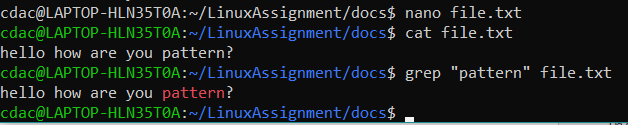 cdac@LAPTOP-HLN35T0A:~/LinuxAssignment/docs$ nano file.txt
cdac@LAPTOP-HLN35T0A:~/LinuxAssignment/docs$ cat file.txt
hello how are you pattern?
cdac@LAPTOP-HLN35T0A:~/LinuxAssignment/docs$ grep "pattern" file.txt
hello how are you pattern?
cdac@LAPTOP-HLN35T0A:~/LinuxAssignment/docs$